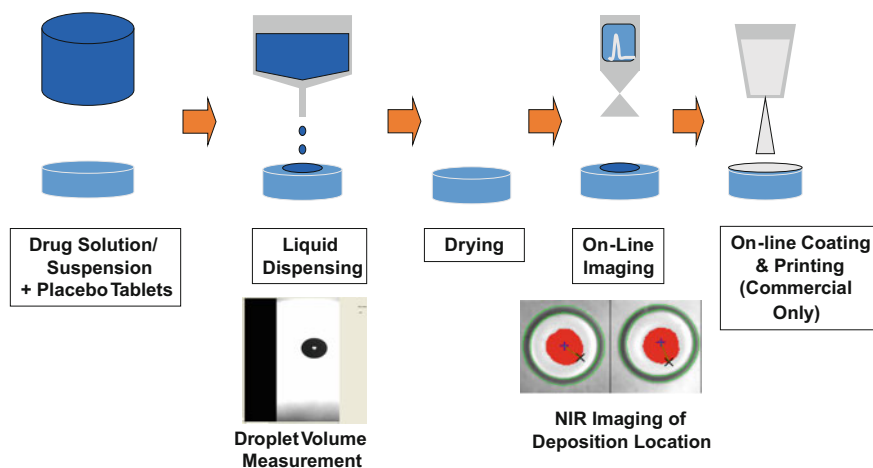 Drug Solution/
Suspension
+ Placebo Tablets
Liquid
Dispensing
Drying
On-Line
Imaging
On-line Coating
& Printing
(Commercial
Only)
Droplet Volume
Measurement
NIR Imaging of
Deposition Location